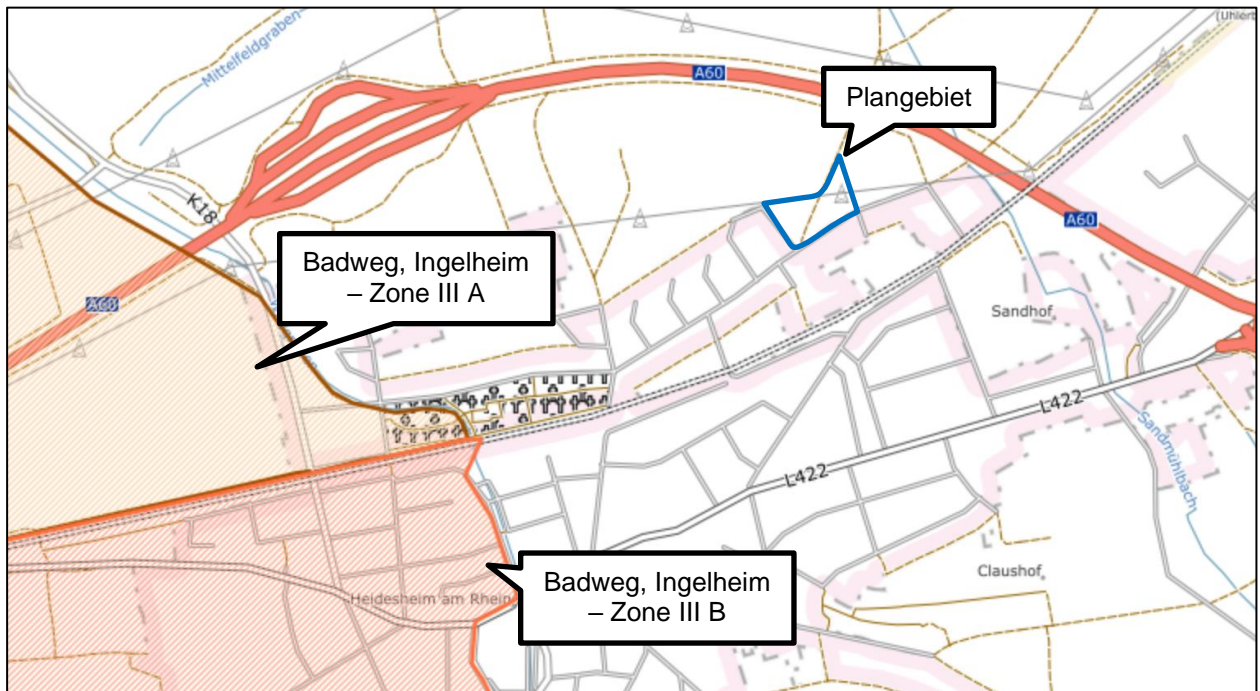 (Uhlert
Mittelfeldgraben
A60
Plangebiet
K18
A60
Badweg, Ingelheim
– Zone III A
A60
Sandhof
L422
Sandmühlbach
L422
Claushof
Badweg, Ingelheim
– Zone III B
Heidesheim am Rhein